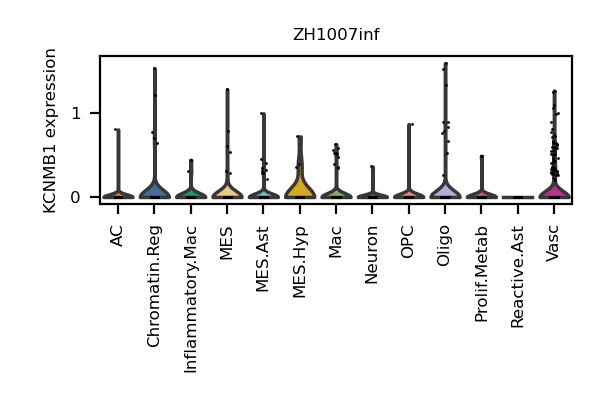 ZH1007inf
KCNMB1 expression
1
0
AC
Chromatin.Reg
Inflammatory.Mac
MES
MES.Ast
MES.Hyp
Mac
Neuron
OPC
Oligo
Prolif.Metab
Reactive.Ast
Vasc